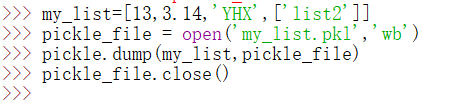 >>> my_list=[13,3.14,'YHX',['list2']]
>>> pickle_file = open('my_list.pkl','wb')
>>> pickle.dump(my_list,pickle_file)
>>> pickle_file.close()
>>>